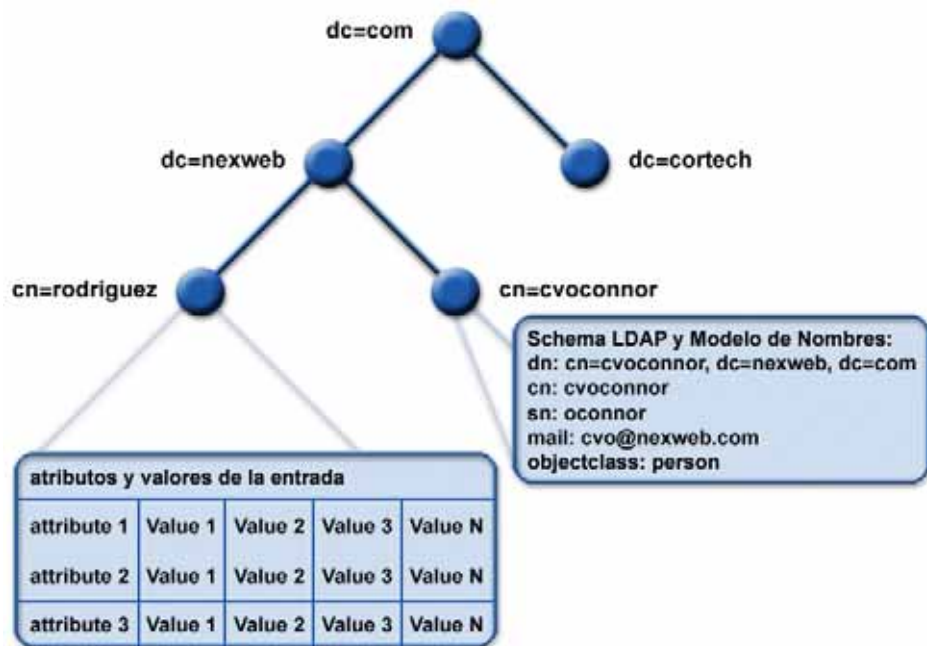 dc=com
dc=nexweb
dc=cortech
cn=rodriguez
cn=cvoconnor
Schema LDAP y Modelo de Nombres:
dn: cn=cvoconnor, dc=nexweb, dc=com
cn: cvoconnor
sn: oconnor
mail: cvo@nexweb.com
objectclass: person
atributos y valores de la entrada
attribute 1 Value 1 Value 2 Value 3 Value N
attribute 2 Value 1 Value 2 Value 3 Value N
attribute 3 Value 1 Value 2 Value 3 Value N